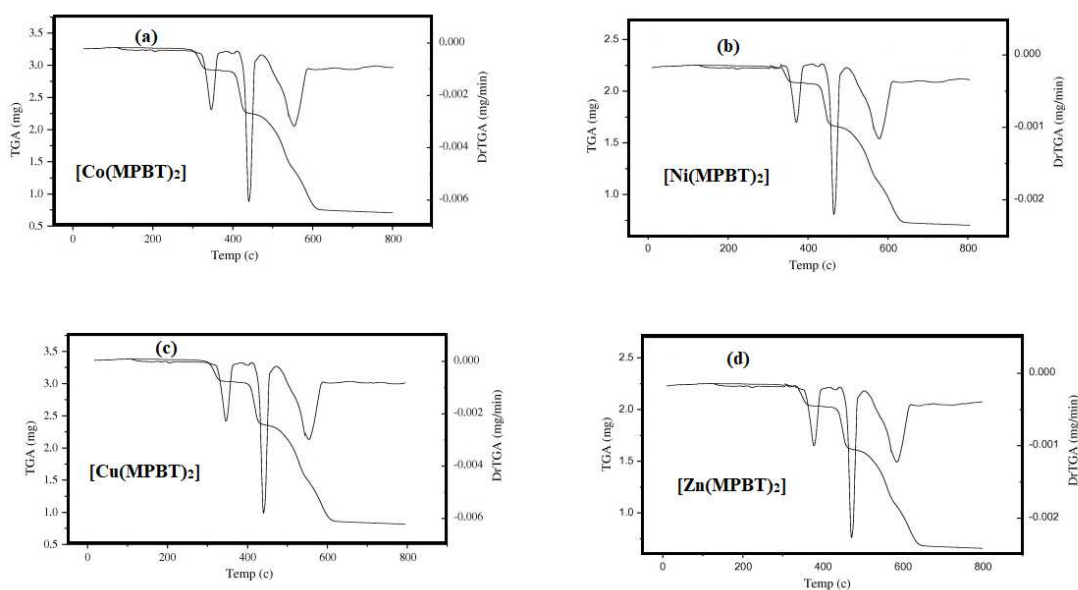 (a)
3.5
3.0
2.5
2.0
1.5
1.0
0.5
TGA (mg)
0.000
-0.002
-0.004
-0.006
DrTGA (mg/min)
[Co(MPBT)₂]
0 200 400 600 800
Temp (c)
(b)
2.5
2.0
1.5
1.0
TGA (mg)
0.000
-0.001
-0.002
DrTGA (mg/min)
[Ni(MPBT)₂]
0 200 400 600 800
Temp (c)
(c)
3.5
3.0
2.5
2.0
1.5
1.0
0.5
TGA (mg)
0.000
-0.002
-0.004
-0.006
DrTGA (mg/min)
[Cu(MPBT)₂]
0 200 400 600 800
Temp (c)
(d)
2.5
2.0
1.5
1.0
TGA (mg)
0.000
-0.001
-0.002
DrTGA (mg/min)
[Zn(MPBT)₂]
0 200 400 600 800
Temp (c)